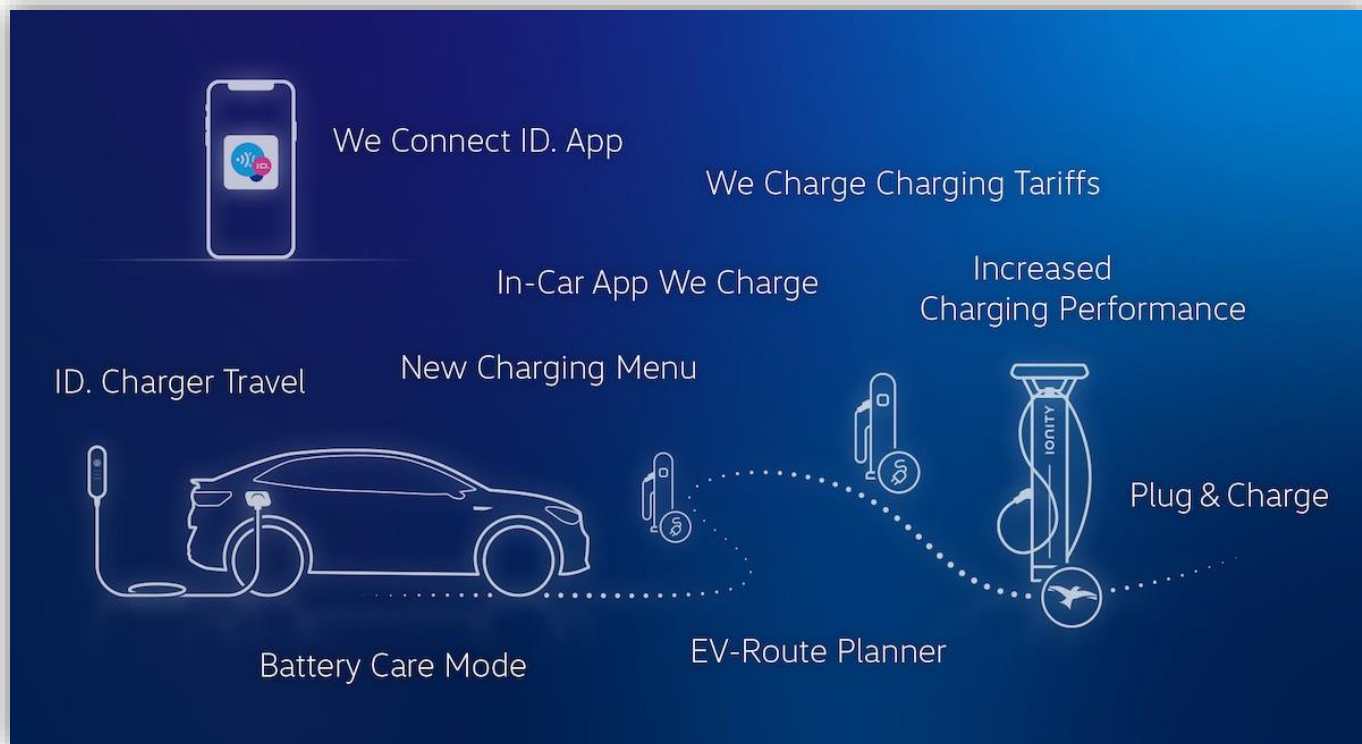 We Connect ID. App
ID.
We Charge Charging Tariffs
In-Car App We Charge
Increased
Charging Performance
New Charging Menu
ID. Charger Travel
IONITY
Plug & Charge
EV-Route Planner
Battery Care Mode